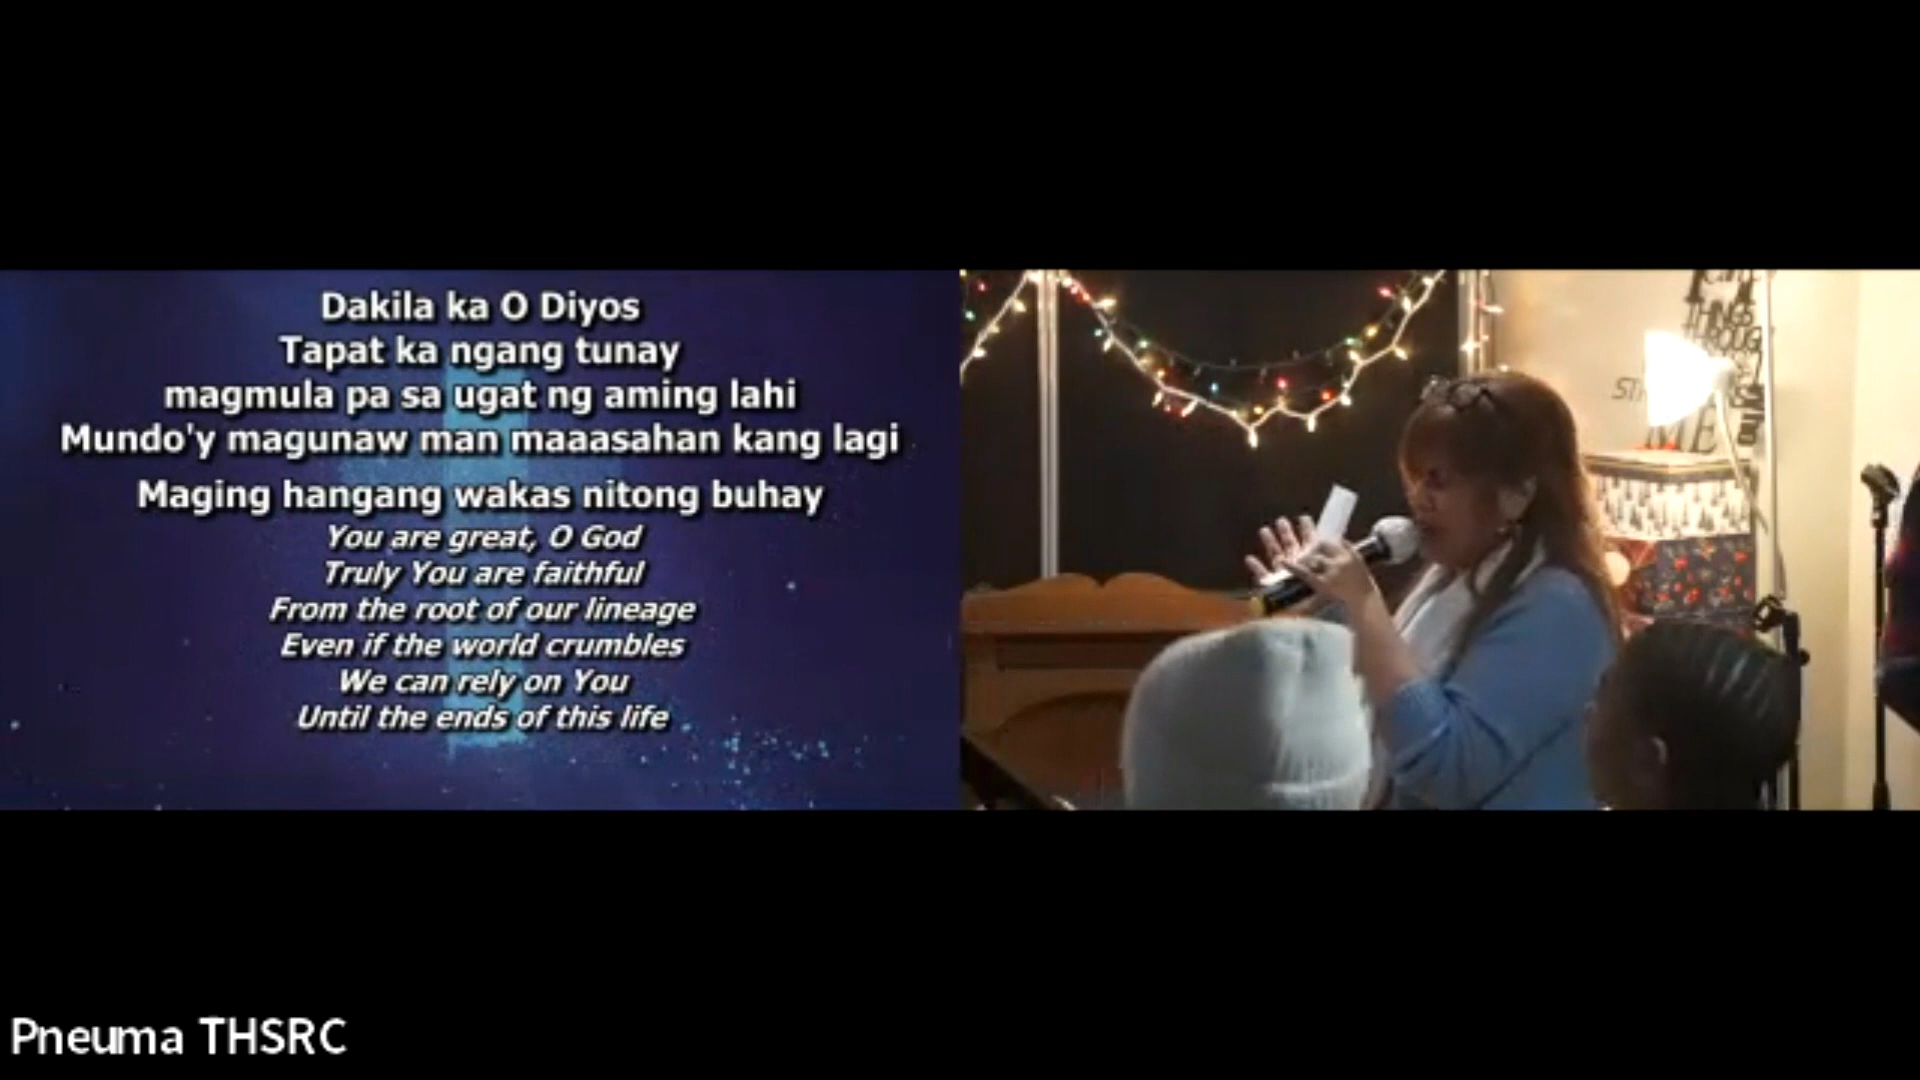 Dakila ka O Diyos
Tapat ka ngang tunay
magmula pa sa ugat ng aming lahi
Mundo'y magunaw man maaasahan kang lagi
Maging hangang wakas nitong buhay
You are great, O God
Truly You are faithful
From the root of our lineage
Even if the world crumbles
We can rely on You
Until the ends of this life
THINGS
THROUGH
ME
Pneuma THSRC